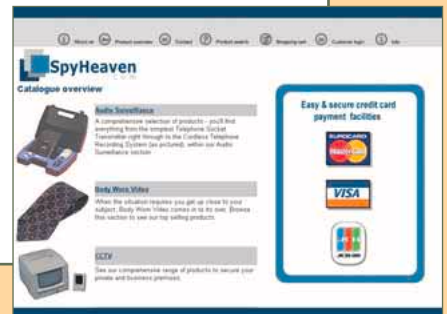 About us Product overview Contact Product search Shopping cart Customer login Info
SpyHeaven
.com
Catalogue overview
Audio Surveillance
A comprehensive selection of products - you'll find
everything from the simplest Telephone Socket
Transmitter right through to the Cordless Telephone
Recording System (as pictured), within our Audio
Surveillance section
Body Worn Video
When the situation requires you get up close to your
subject, Body Worn Video comes in to its own. Browse
this section to see our top selling products.
CCTV
See our comprehensive range of products to secure your
private and business premises.
Easy & secure credit card
payment facilities
EUROCARD
MasterCard
VISA
JCB